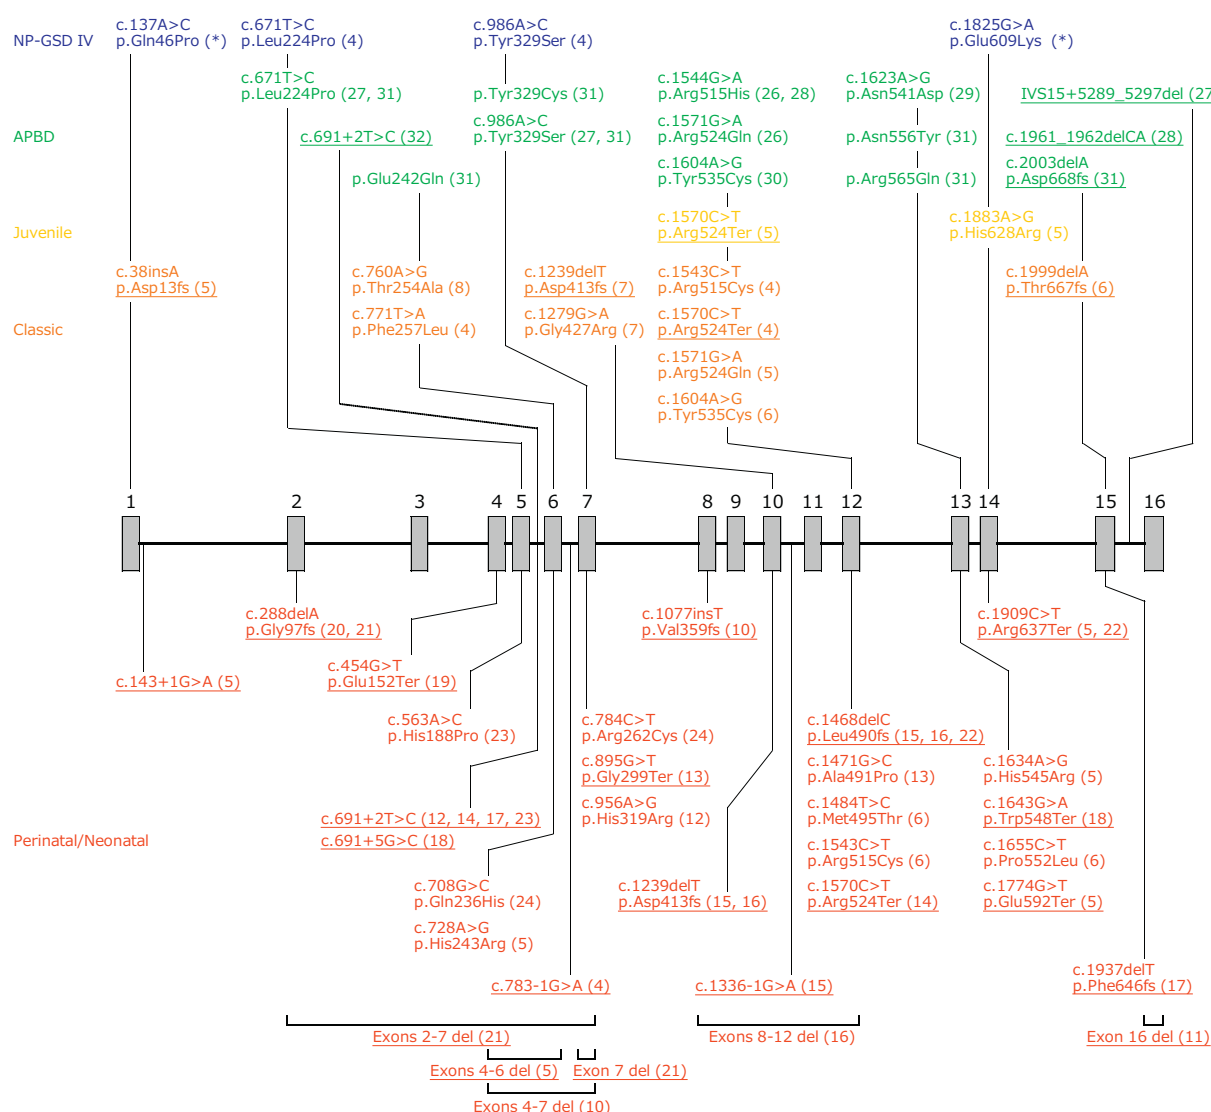 NP-GSD IV
c.137A>C
p.Gln46Pro (*)
c.671T>C
p.Leu224Pro (4)
c.986A>C
p.Tyr329Ser (4)
c.1825G>A
p.Glu609Lys (*)
APBD
c.671T>C
p.Leu224Pro (27, 31)
c.691+2T>C (32)
p.Glu242Gln (31)
p.Tyr329Cys (31)
c.986A>C
p.Tyr329Ser (27, 31)
c.1544G>A
p.Arg515His (26, 28)
c.1571G>A
p.Arg524Gln (26)
c.1604A>G
p.Tyr535Cys (30)
c.1623A>G
p.Asn541Asp (29)
p.Asn556Tyr (31)
p.Arg565Gln (31)
IVS15+5289_5297del (27
c.1961_1962delCA (28)
c.2003delA
p.Asp668fs (31)
Juvenile
c.1570C>T
p.Arg524Ter (5)
c.1883A>G
p.His628Arg (5)
Classic
c.38insA
p.Asp13fs (5)
c.760A>G
p.Thr254Ala (8)
c.771T>A
p.Phe257Leu (4)
c.1239delT
p.Asp413fs (7)
c.1279G>A
p.Gly427Arg (7)
c.1543C>T
p.Arg515Cys (4)
c.1570C>T
p.Arg524Ter (4)
c.1571G>A
p.Arg524Gln (5)
c.1604A>G
p.Tyr535Cys (6)
c.1999delA
p.Thr667fs (6)
1 2 3 4 5 6 7 8 9 10 11 12 13 14 15 16
Perinatal/Neonatal
c.143+1G>A (5)
c.288delA
p.Gly97fs (20, 21)
c.454G>T
p.Glu152Ter (19)
c.563A>C
p.His188Pro (23)
c.691+2T>C (12, 14, 17, 23)
c.691+5G>C (18)
c.708G>C
p.Gln236His (24)
c.728A>G
p.His243Arg (5)
c.783-1G>A (4)
c.784C>T
p.Arg262Cys (24)
c.895G>T
p.Gly299Ter (13)
c.956A>G
p.His319Arg (12)
c.1077insT
p.Val359fs (10)
c.1239delT
p.Asp413fs (15, 16)
c.1336-1G>A (15)
c.1468delC
p.Leu490fs (15, 16, 22)
c.1471G>C
p.Ala491Pro (13)
c.1484T>C
p.Met495Thr (6)
c.1543C>T
p.Arg515Cys (6)
c.1570C>T
p.Arg524Ter (14)
c.1634A>G
p.His545Arg (5)
c.1643G>A
p.Trp548Ter (18)
c.1655C>T
p.Pro552Leu (6)
c.1774G>T
p.Glu592Ter (5)
c.1909C>T
p.Arg637Ter (5, 22)
c.1937delT
p.Phe646fs (17)
Exons 2-7 del (21)
Exons 8-12 del (16)
Exon 16 del (11)
Exons 4-6 del (5)
Exon 7 del (21)
Exons 4-7 del (10)